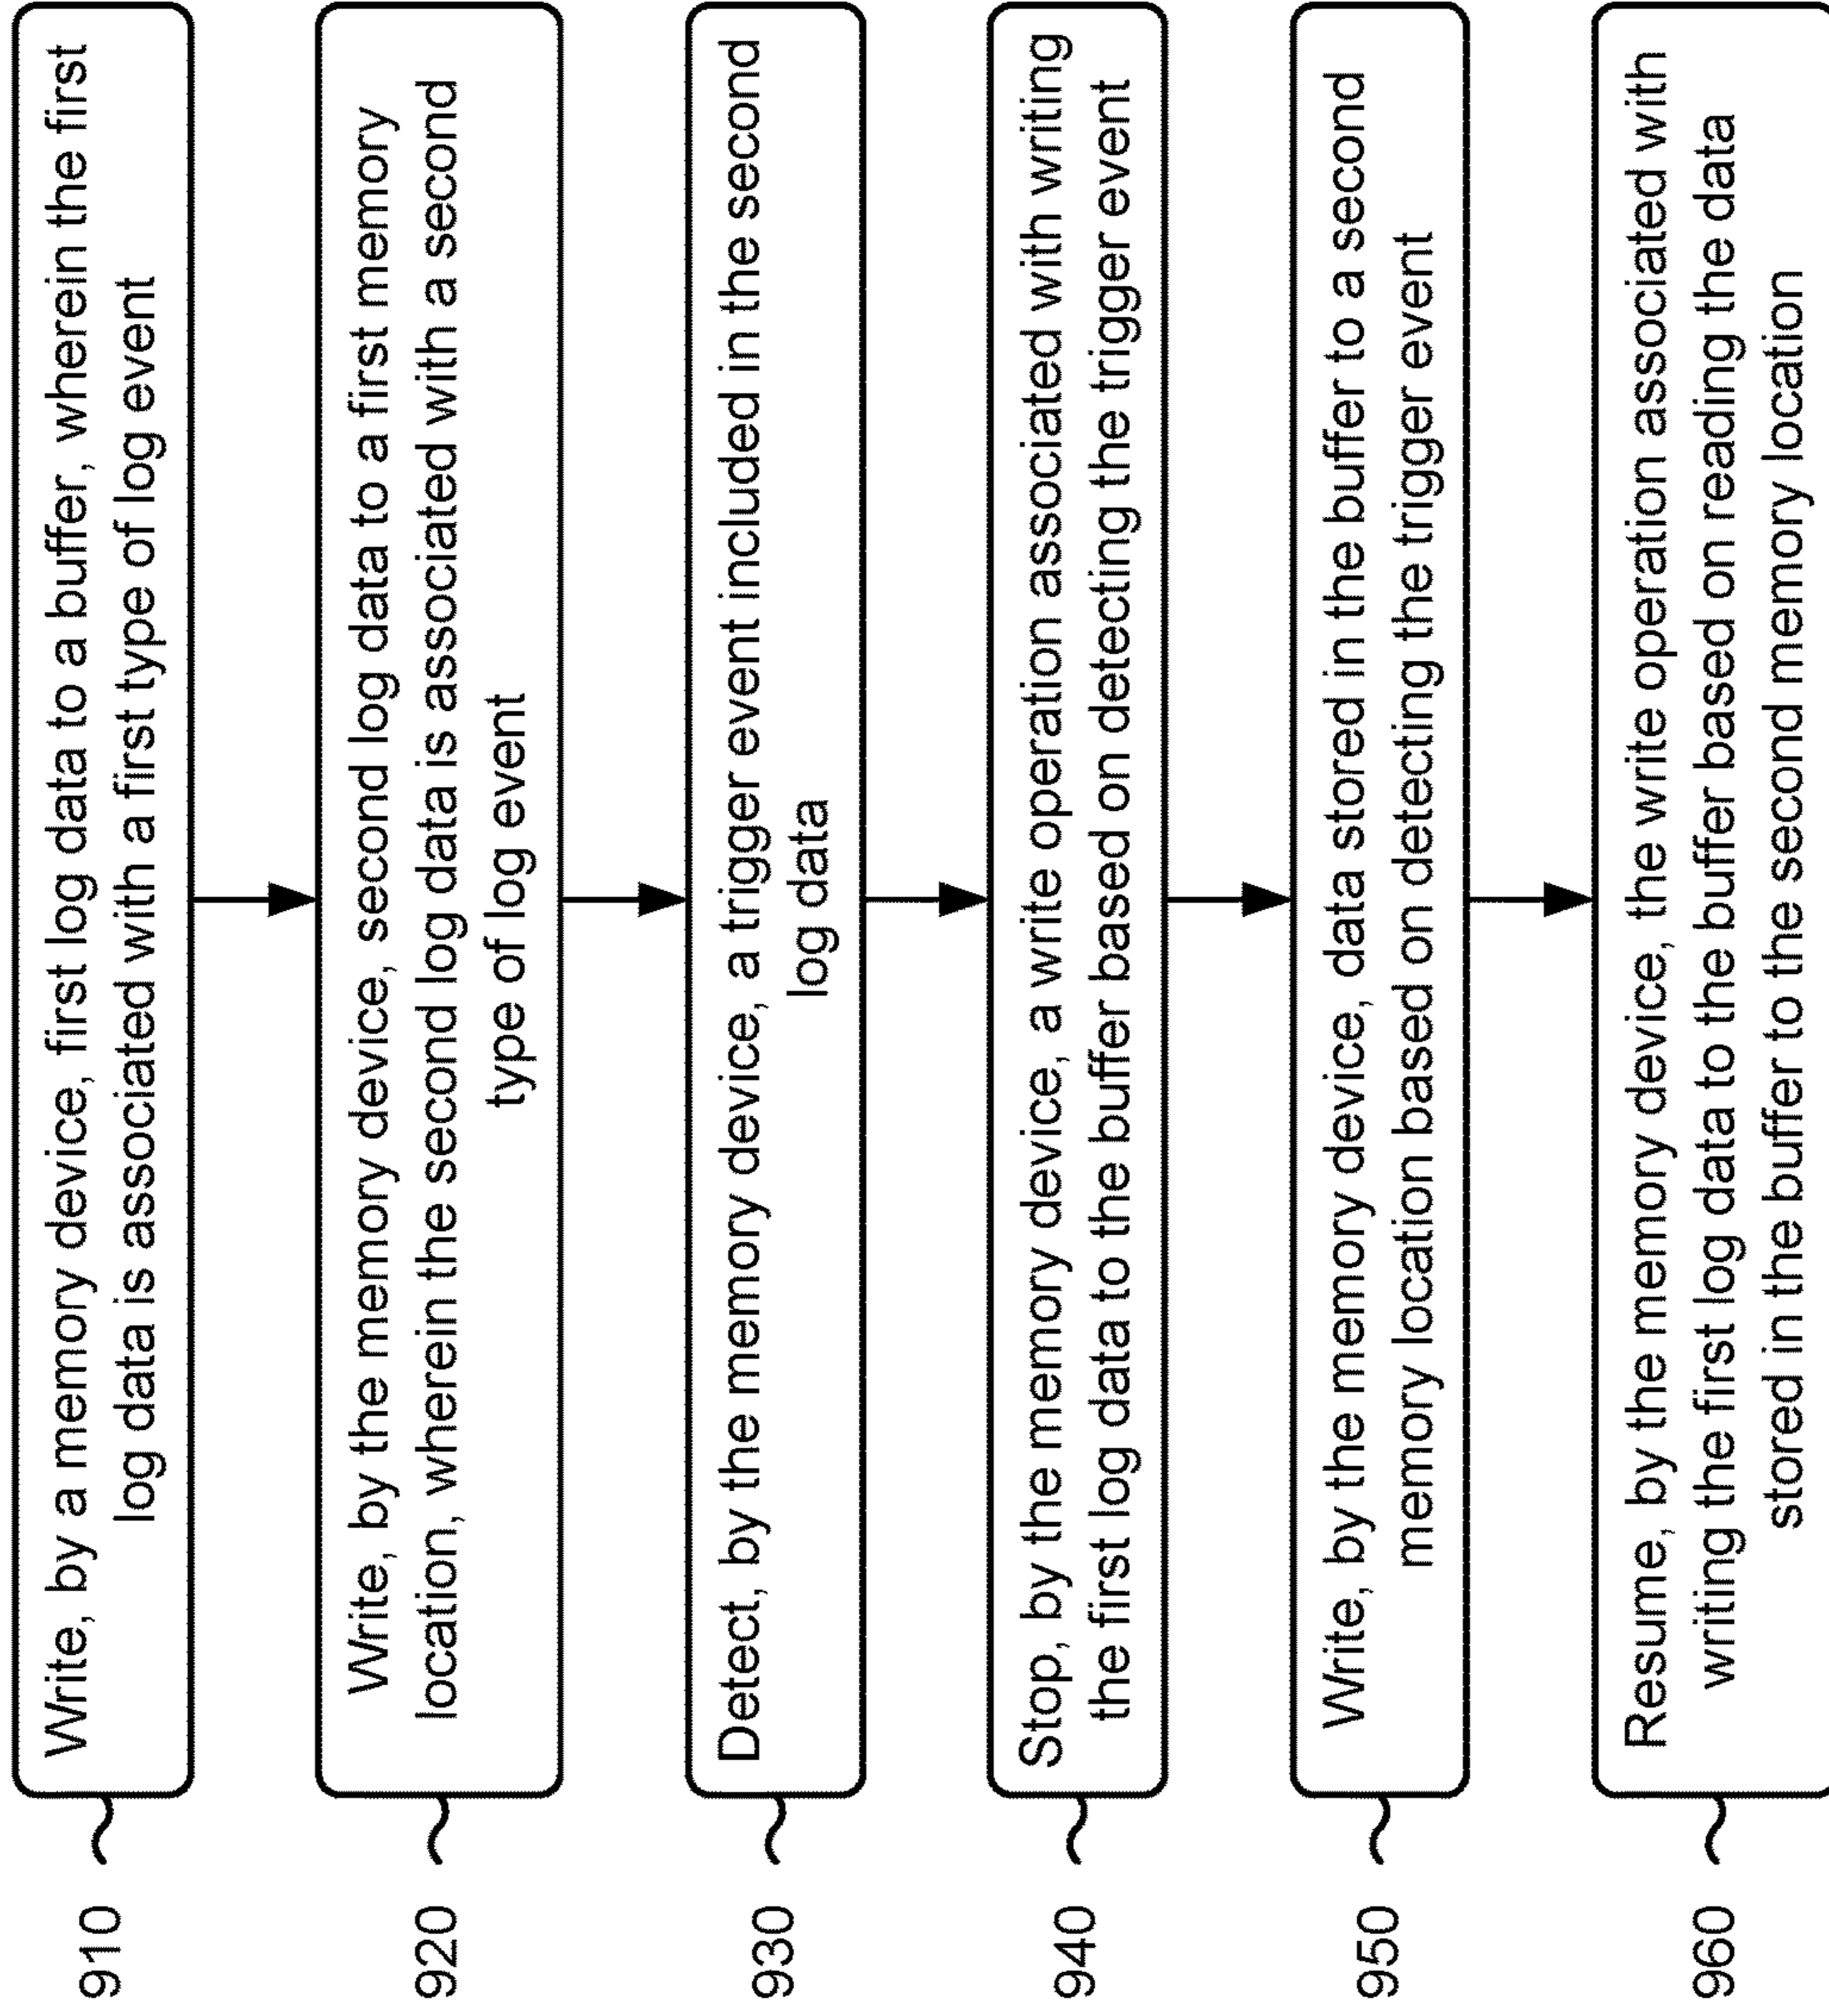 910
Write, by a memory device, first log data to a buffer, wherein the first
log data is associated with a first type of log event
920
Write, by the memory device, second log data to a first memory
location, wherein the second log data is associated with a second
type of log event
930
Detect, by the memory device, a trigger event included in the second
log data
940
Stop, by the memory device, a write operation associated with writing
the first log data to the buffer based on detecting the trigger event
950
Write, by the memory device, data stored in the buffer to a second
memory location based on detecting the trigger event
960
Resume, by the memory device, the write operation associated with
writing the first log data to the buffer based on reading the data
stored in the buffer to the second memory location